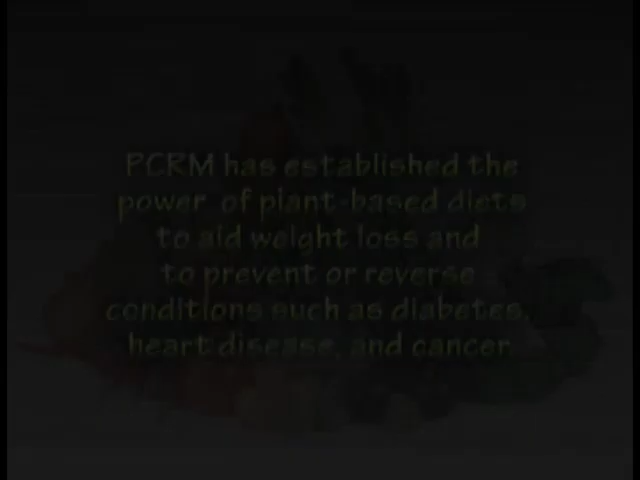 PCRM has established the
power of plant-based diets
to aid weight loss and
to prevent or reverse
conditions such as diabetes,
heart disease, and cancer